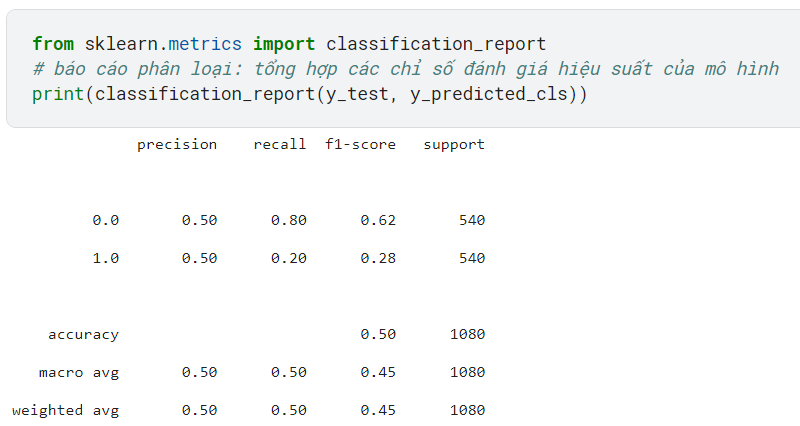 from sklearn.metrics import classification_report
# báo cáo phân loại: tổng hợp các chỉ số đánh giá hiệu suất của mô hình
print(classification_report(y_test, y_predicted_cls))
precision recall f1-score support
0.0 0.50 0.80 0.62 540
1.0 0.50 0.20 0.28 540
accuracy 0.50 1080
macro avg 0.50 0.50 0.45 1080
weighted avg 0.50 0.50 0.45 1080